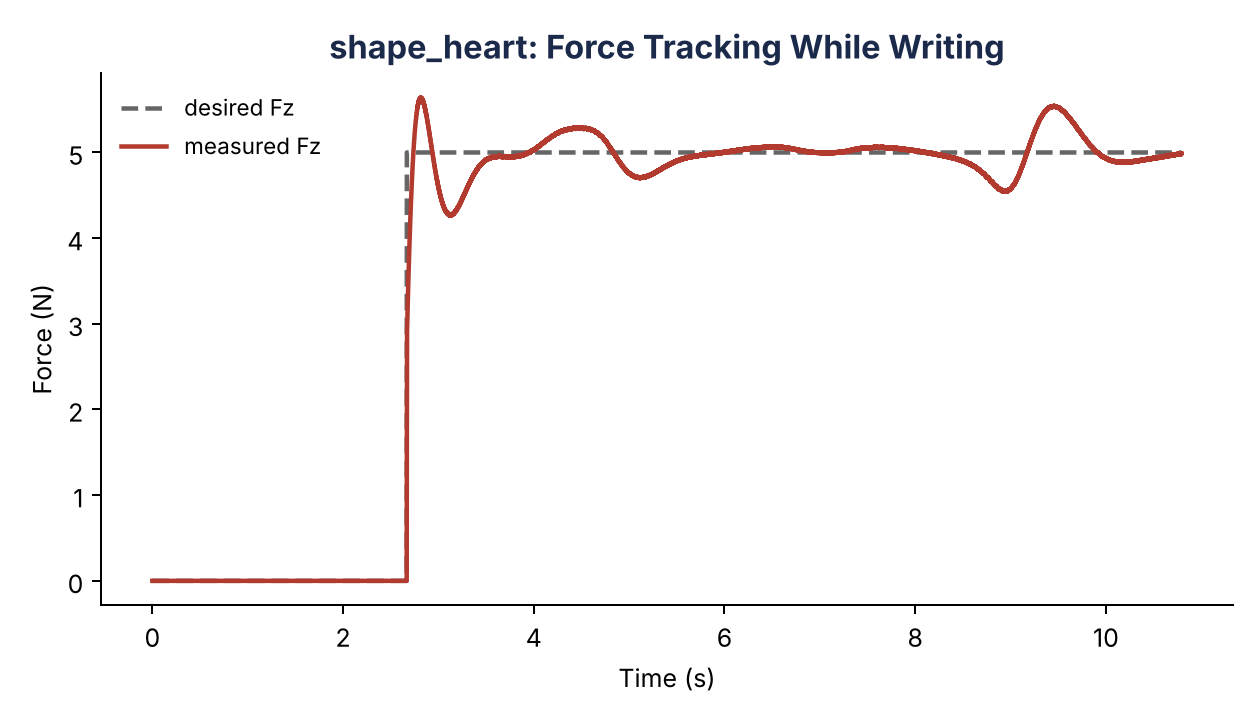 shape_heart: Force Tracking While Writing
desired Fz
measured Fz
Force (N)
5
4
3
2
1
0
0 2 4 6 8 10
Time (s)